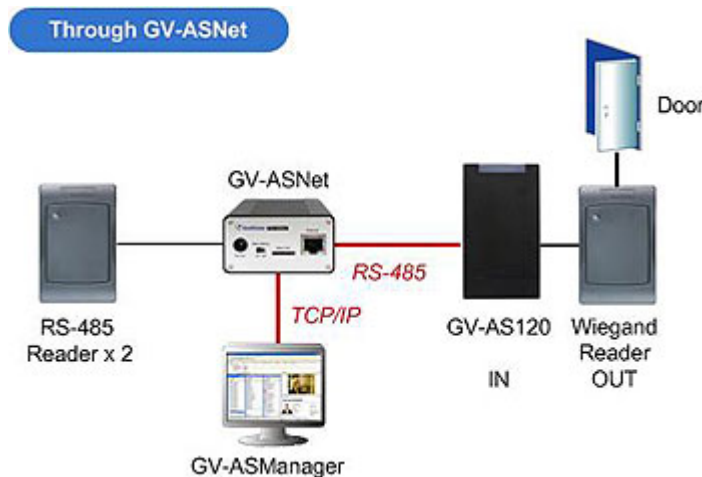 Through GV-ASNet
Door
GV-ASNet
RS-485
TCP/IP
RS-485
Reader x 2
GV-AS120
IN
Wiegand
Reader
OUT
GV-ASManager